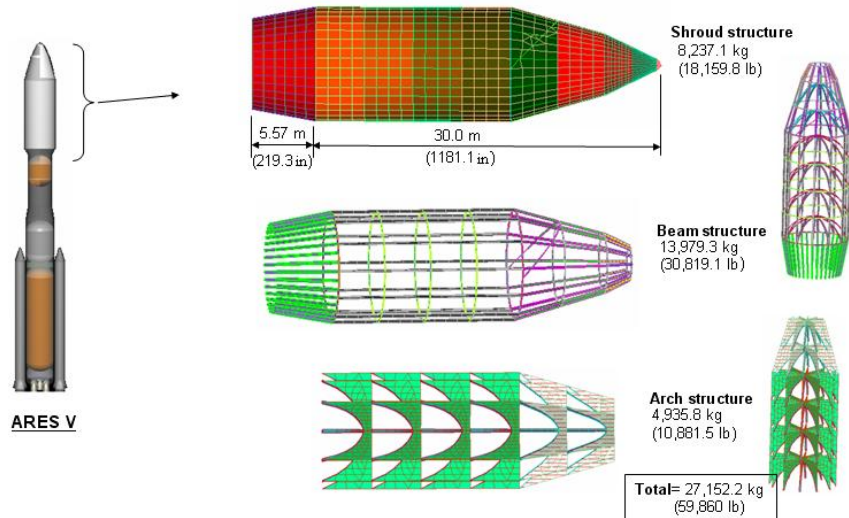 Shroud structure
8,237.1 kg
(18,159.8 lb)
5.57 m
(219.3 in)
30.0 m
(1181.1 in)
Beam structure
13,979.3 kg
(30,819.1 lb)
Arch structure
4,935.8 kg
(10,881.5 lb)
ARES V
Total= 27,152.2 kg
(59,860 lb)